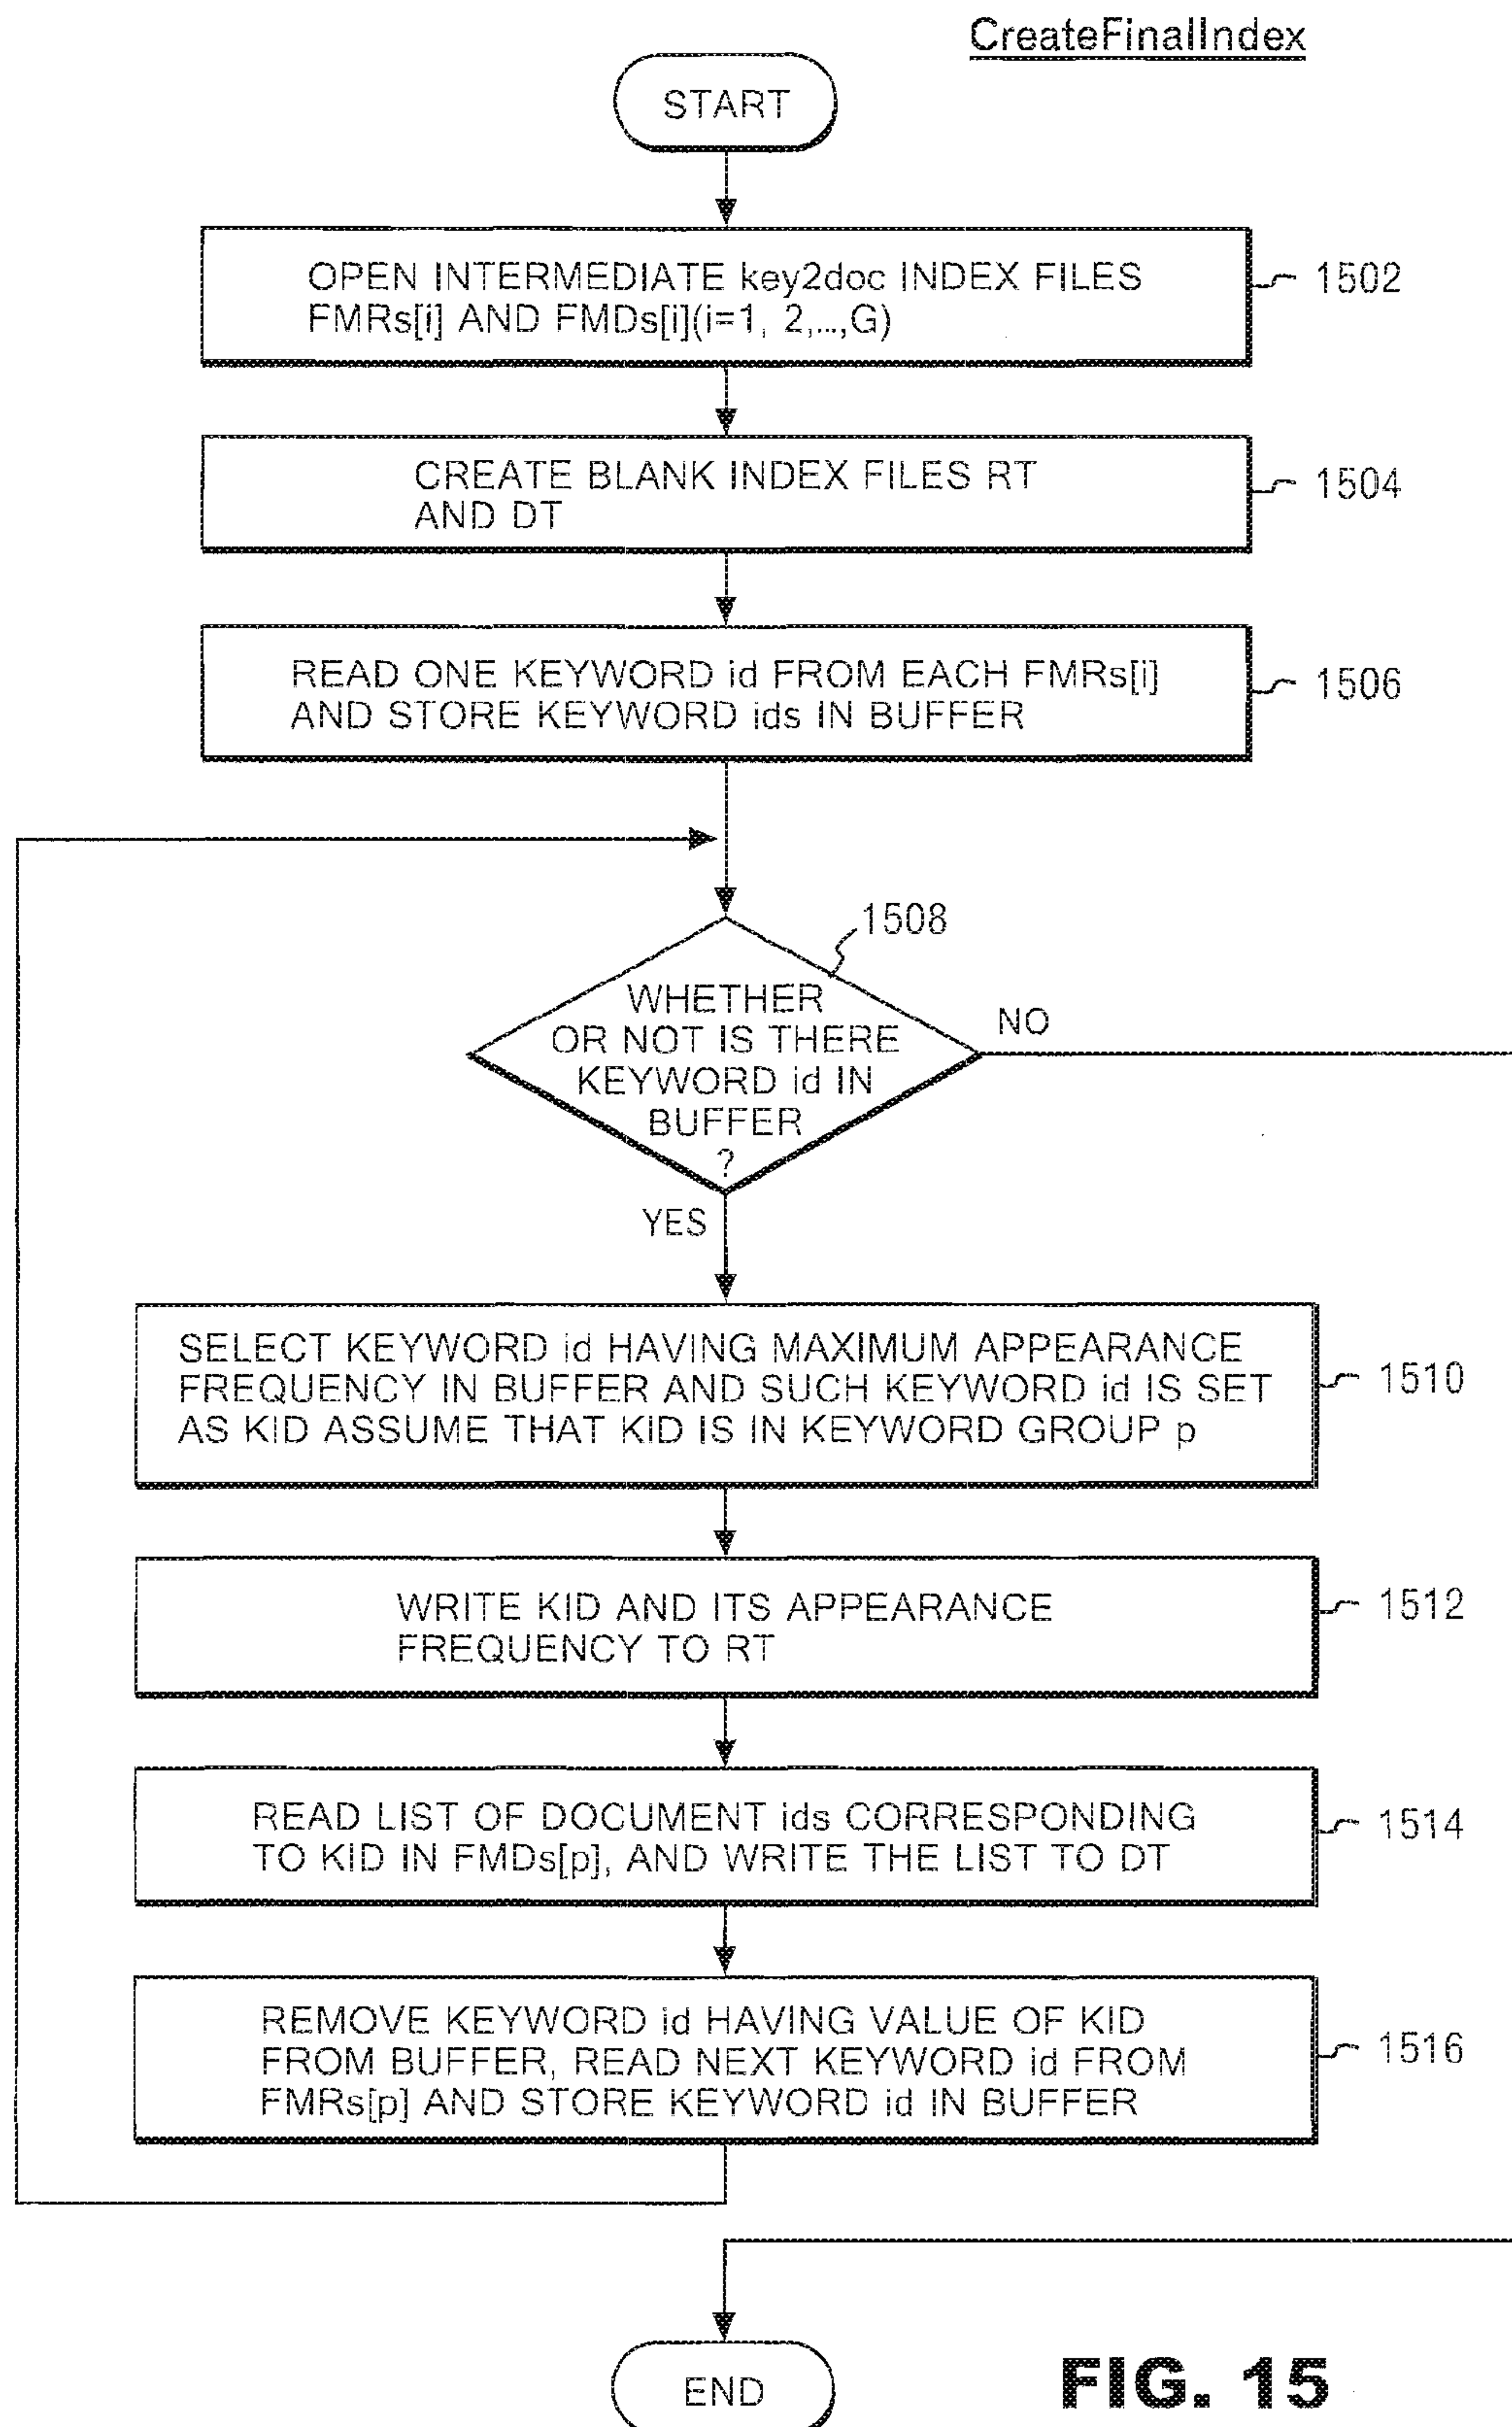 CreateFinalIndex
START
OPEN INTERMEDIATE key2doc INDEX FILES
FMRs[i] AND FMDs[i](i=1, 2,...,G)
1502
CREATE BLANK INDEX FILES RT
AND DT
1504
READ ONE KEYWORD id FROM EACH FMRs[i]
AND STORE KEYWORD ids IN BUFFER
1506
1508
WHETHER
OR NOT IS THERE
KEYWORD id IN
BUFFER
?
NO
YES
SELECT KEYWORD id HAVING MAXIMUM APPEARANCE
FREQUENCY IN BUFFER AND SUCH KEYWORD id IS SET
AS KID ASSUME THAT KID IS IN KEYWORD GROUP p
1510
WRITE KID AND ITS APPEARANCE
FREQUENCY TO RT
1512
READ LIST OF DOCUMENT ids CORRESPONDING
TO KID IN FMDs[p], AND WRITE THE LIST TO DT
1514
REMOVE KEYWORD id HAVING VALUE OF KID
FROM BUFFER, READ NEXT KEYWORD id FROM
FMRs[p] AND STORE KEYWORD id IN BUFFER
1516
END
FIG. 15